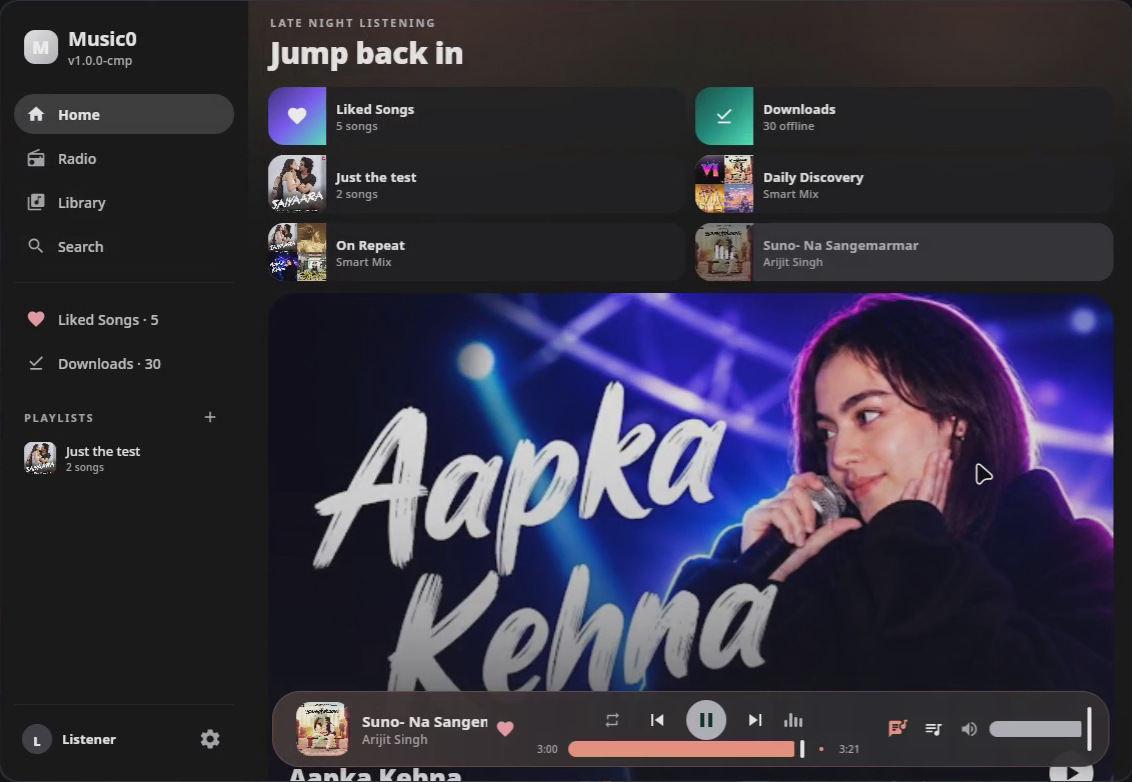 M
Music0
v1.0.0-cmp
Home
Radio
Library
Search
Liked Songs · 5
Downloads · 30
PLAYLISTS
Just the test
2 songs
L
Listener
LATE NIGHT LISTENING
Jump back in
Liked Songs
5 songs
Downloads
30 offline
SAIYAARA
Just the test
2 songs
VI
Daily Discovery
Smart Mix
On Repeat
Smart Mix
Suno- Na Sangemarmar
Arijit Singh
Aapka
Kehna
Suno- Na Sangen
Arijit Singh
3:00
3:21
Aapka Kehna